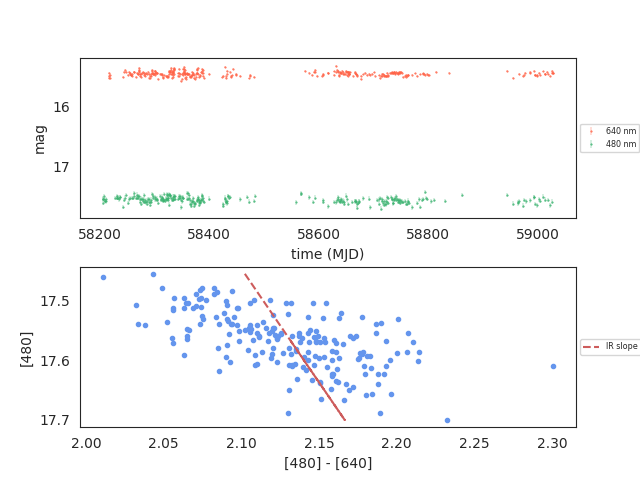 16
17
mag
58200 58400 58600 58800 59000
time (MJD)
640 nm
480 nm
17.5
17.6
17.7
[480]
2.00 2.05 2.10 2.15 2.20 2.25 2.30
[480] - [640]
IR slope